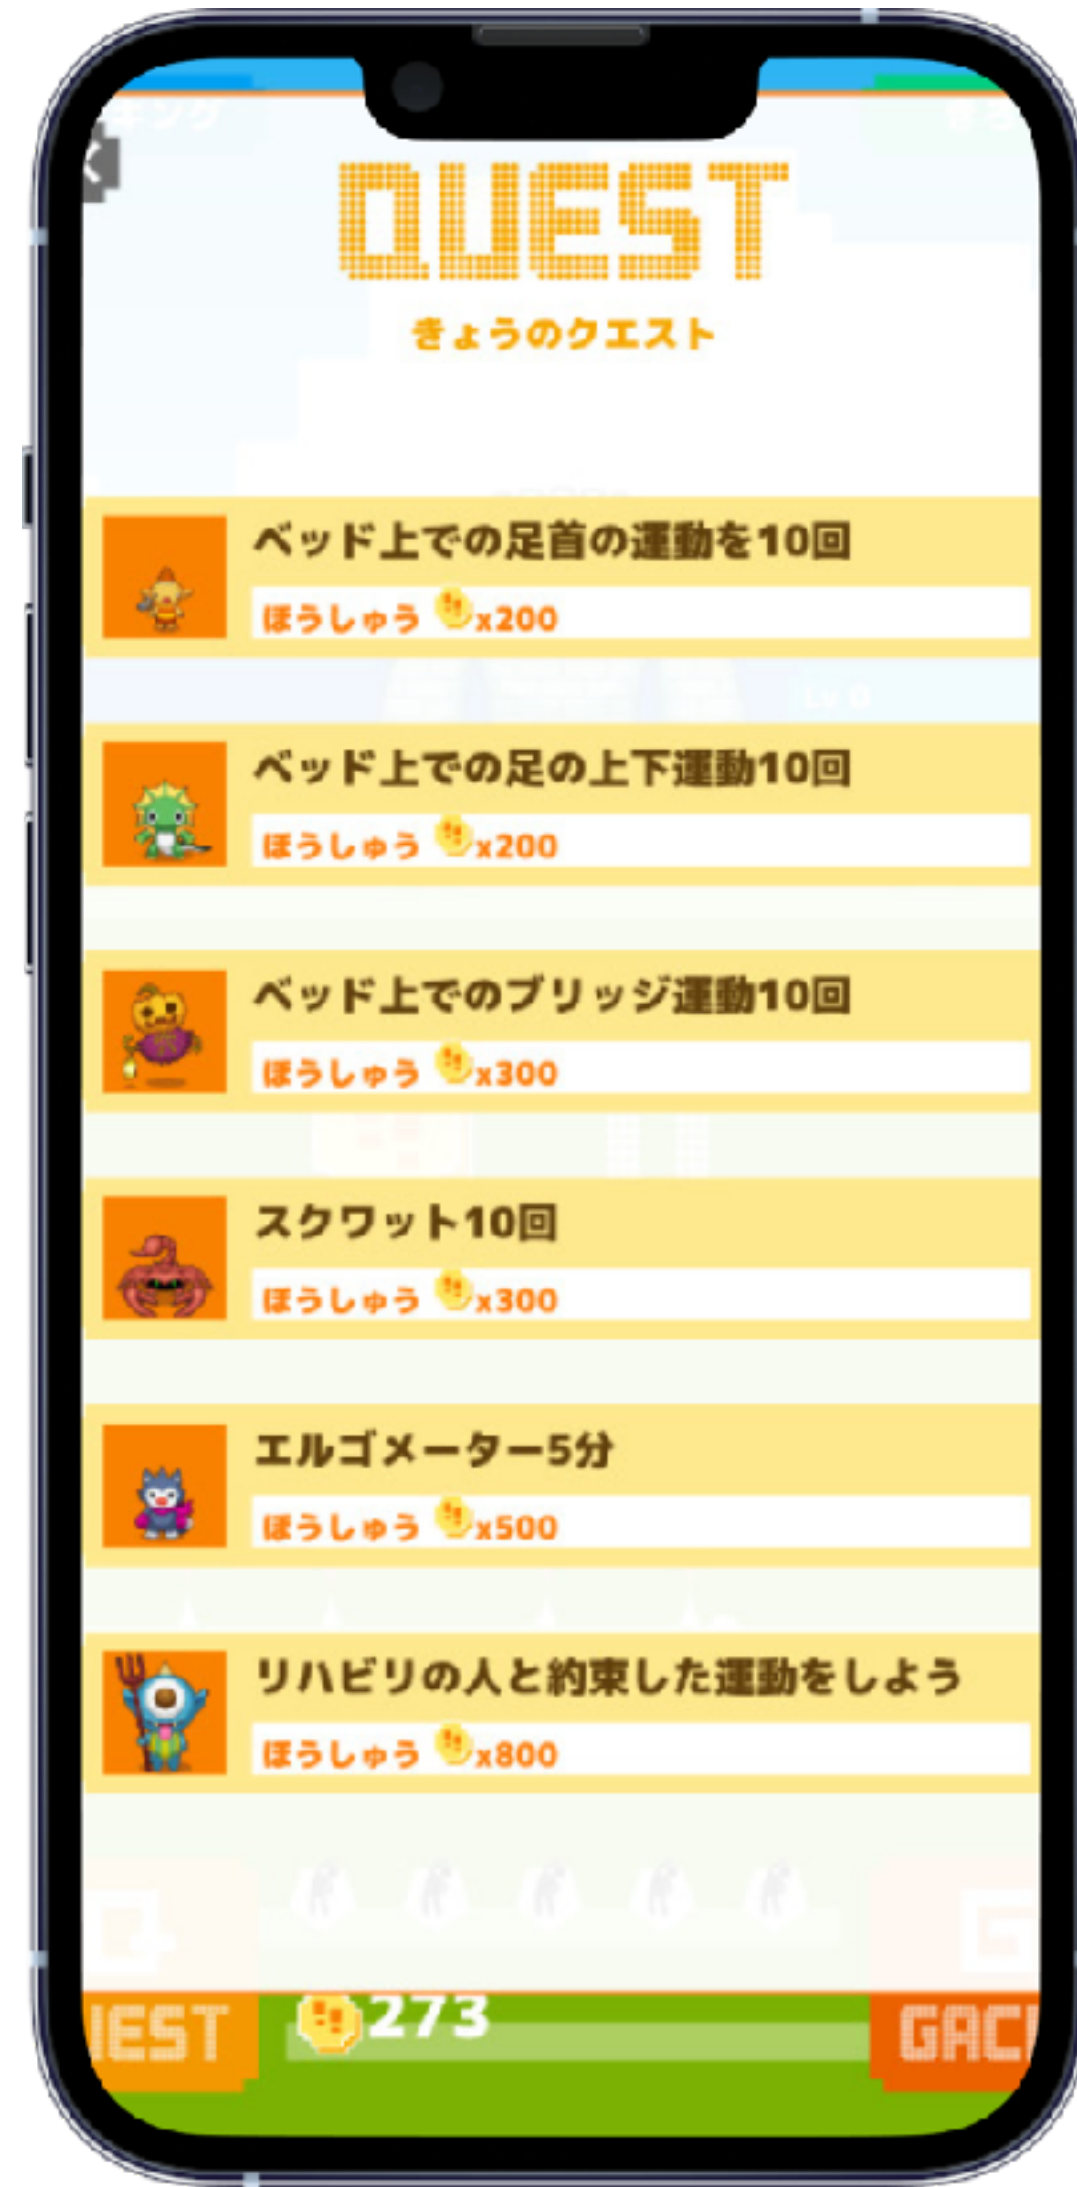 QUEST
きょうのクエスト
ベッド上での足首の運動を10回
ほうしゅう x200
ベッド上での足の上下運動10回
ほうしゅう x200
Lv 0
ベッド上でのブリッジ運動10回
ほうしゅう x300
スクワット10回
ほうしゅう x300
エルゴメーター5分
ほうしゅう x500
リハビリの人と約束した運動をしよう
ほうしゅう x800
273